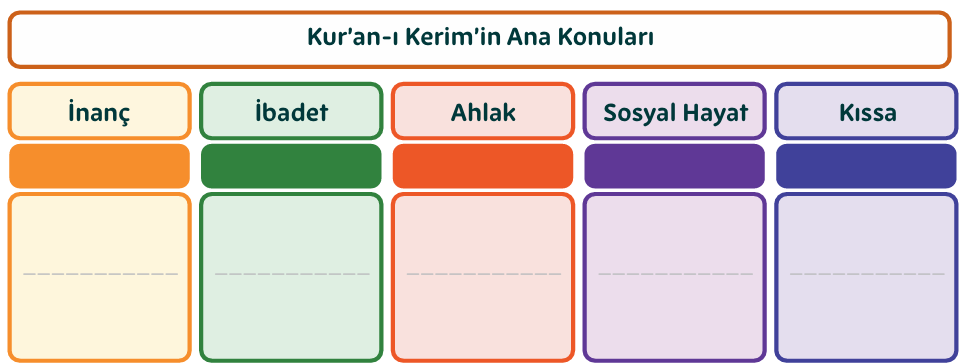 Kur'an-ı Kerim'in Ana Konuları
İnanç
İbadet
Ahlak
Sosyal Hayat
Kıssa